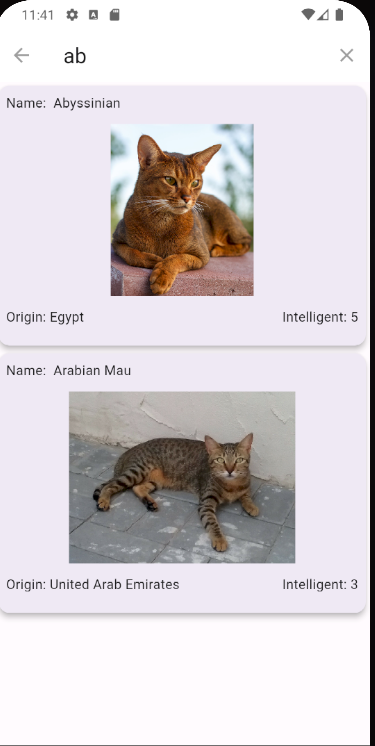 11:41
ab
Name: Abyssinian
Origin: Egypt Intelligent: 5
Name: Arabian Mau
Origin: United Arab Emirates Intelligent: 3